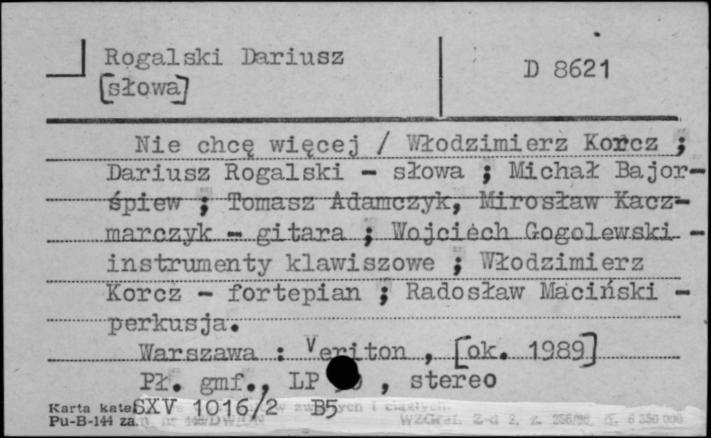 Rogalski Dariusz
[słowa]
D 8621
Nie chcę więcej / Włodzimierz Korcz ;
Dariusz Rogalski - słowa ; Michał Bajor-
śpiew ; Tomasz Adamczyk, Mirosław Kacz-
marczyk - gitara ; Wojciech Gogolewski -
instrumenty klawiszowe ; Włodzimierz
Korcz - fortepian ; Radosław Maciński -
perkusja.
Warszawa : Veriton , [ok. 1989]
Pł. gmf., LP , stereo
Karta katal SXV 1016/2 B5
Pu-B-144 za.